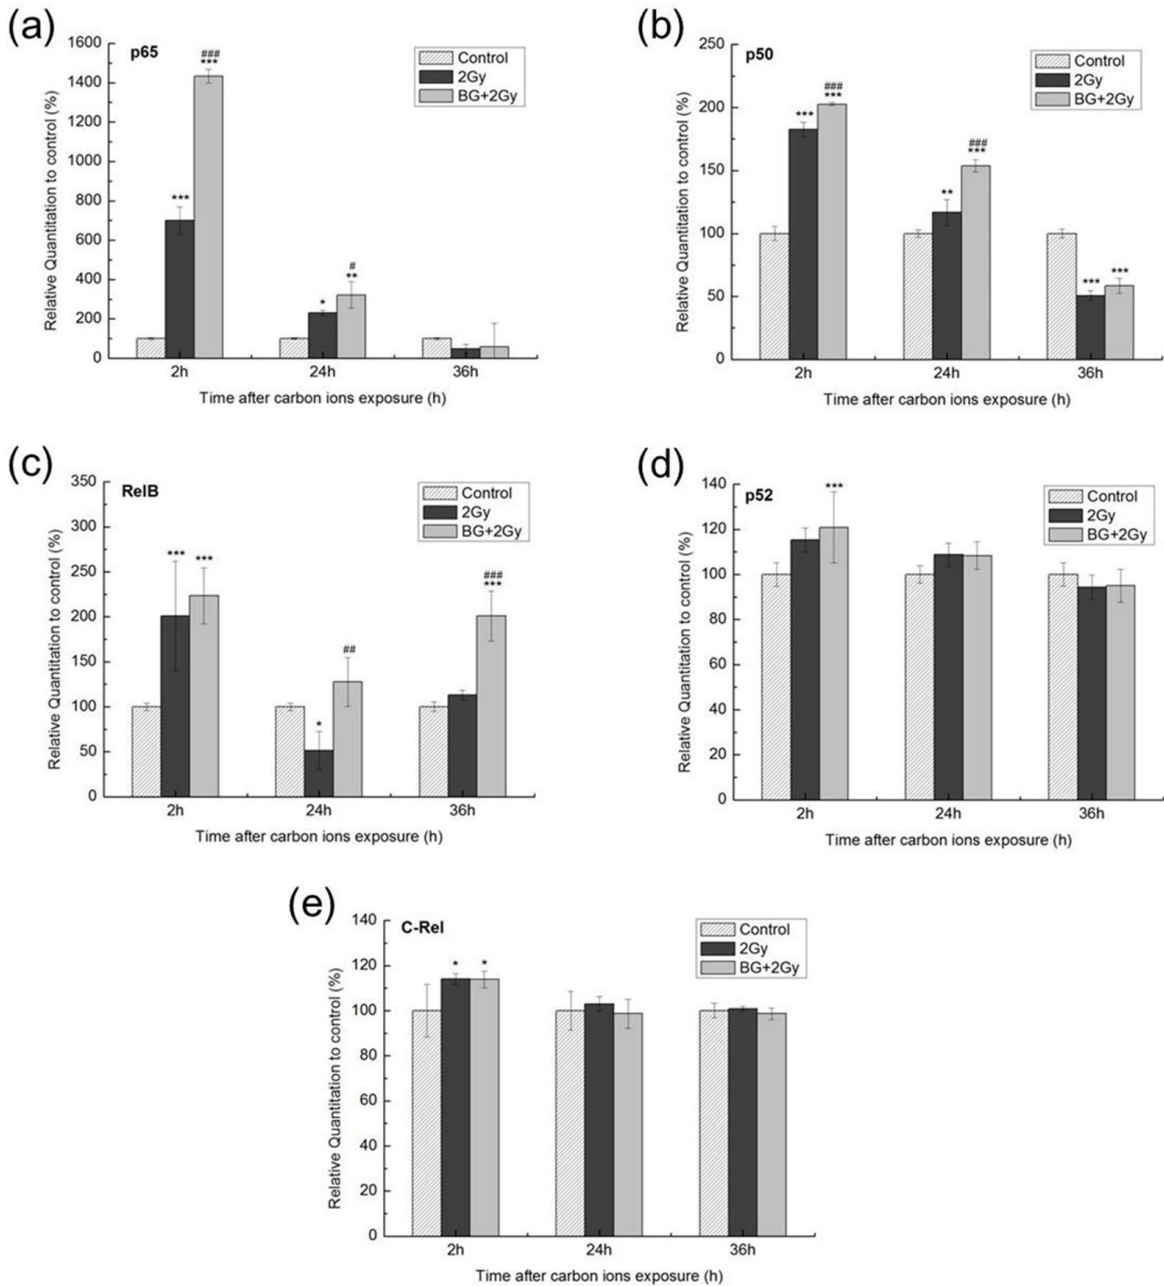 (a)
p65
Control
2Gy
BG+2Gy
Relative Quantitation to control (%)
1600
1400
1200
1000
800
600
400
200
0
###
***
***
*
#
**
2h
24h
36h
Time after carbon ions exposure (h)
(b)
p50
Control
2Gy
BG+2Gy
Relative Quantitation to control (%)
250
200
150
100
50
0
***
###
***
**
###
***
***
***
2h
24h
36h
Time after carbon ions exposure (h)
(c)
RelB
Control
2Gy
BG+2Gy
Relative Quantitation to control (%)
350
300
250
200
150
100
50
0
***
***
*
##
###
***
2h
24h
36h
Time after carbon ions exposure (h)
(d)
p52
Control
2Gy
BG+2Gy
Relative Quantitation to control (%)
140
120
100
80
60
40
20
0
***
2h
24h
36h
Time after carbon ions exposure (h)
(e)
C-Rel
Control
2Gy
BG+2Gy
Relative Quantitation to control (%)
140
120
100
80
60
40
20
0
*
*
2h
24h
36h
Time after carbon ions exposure (h)